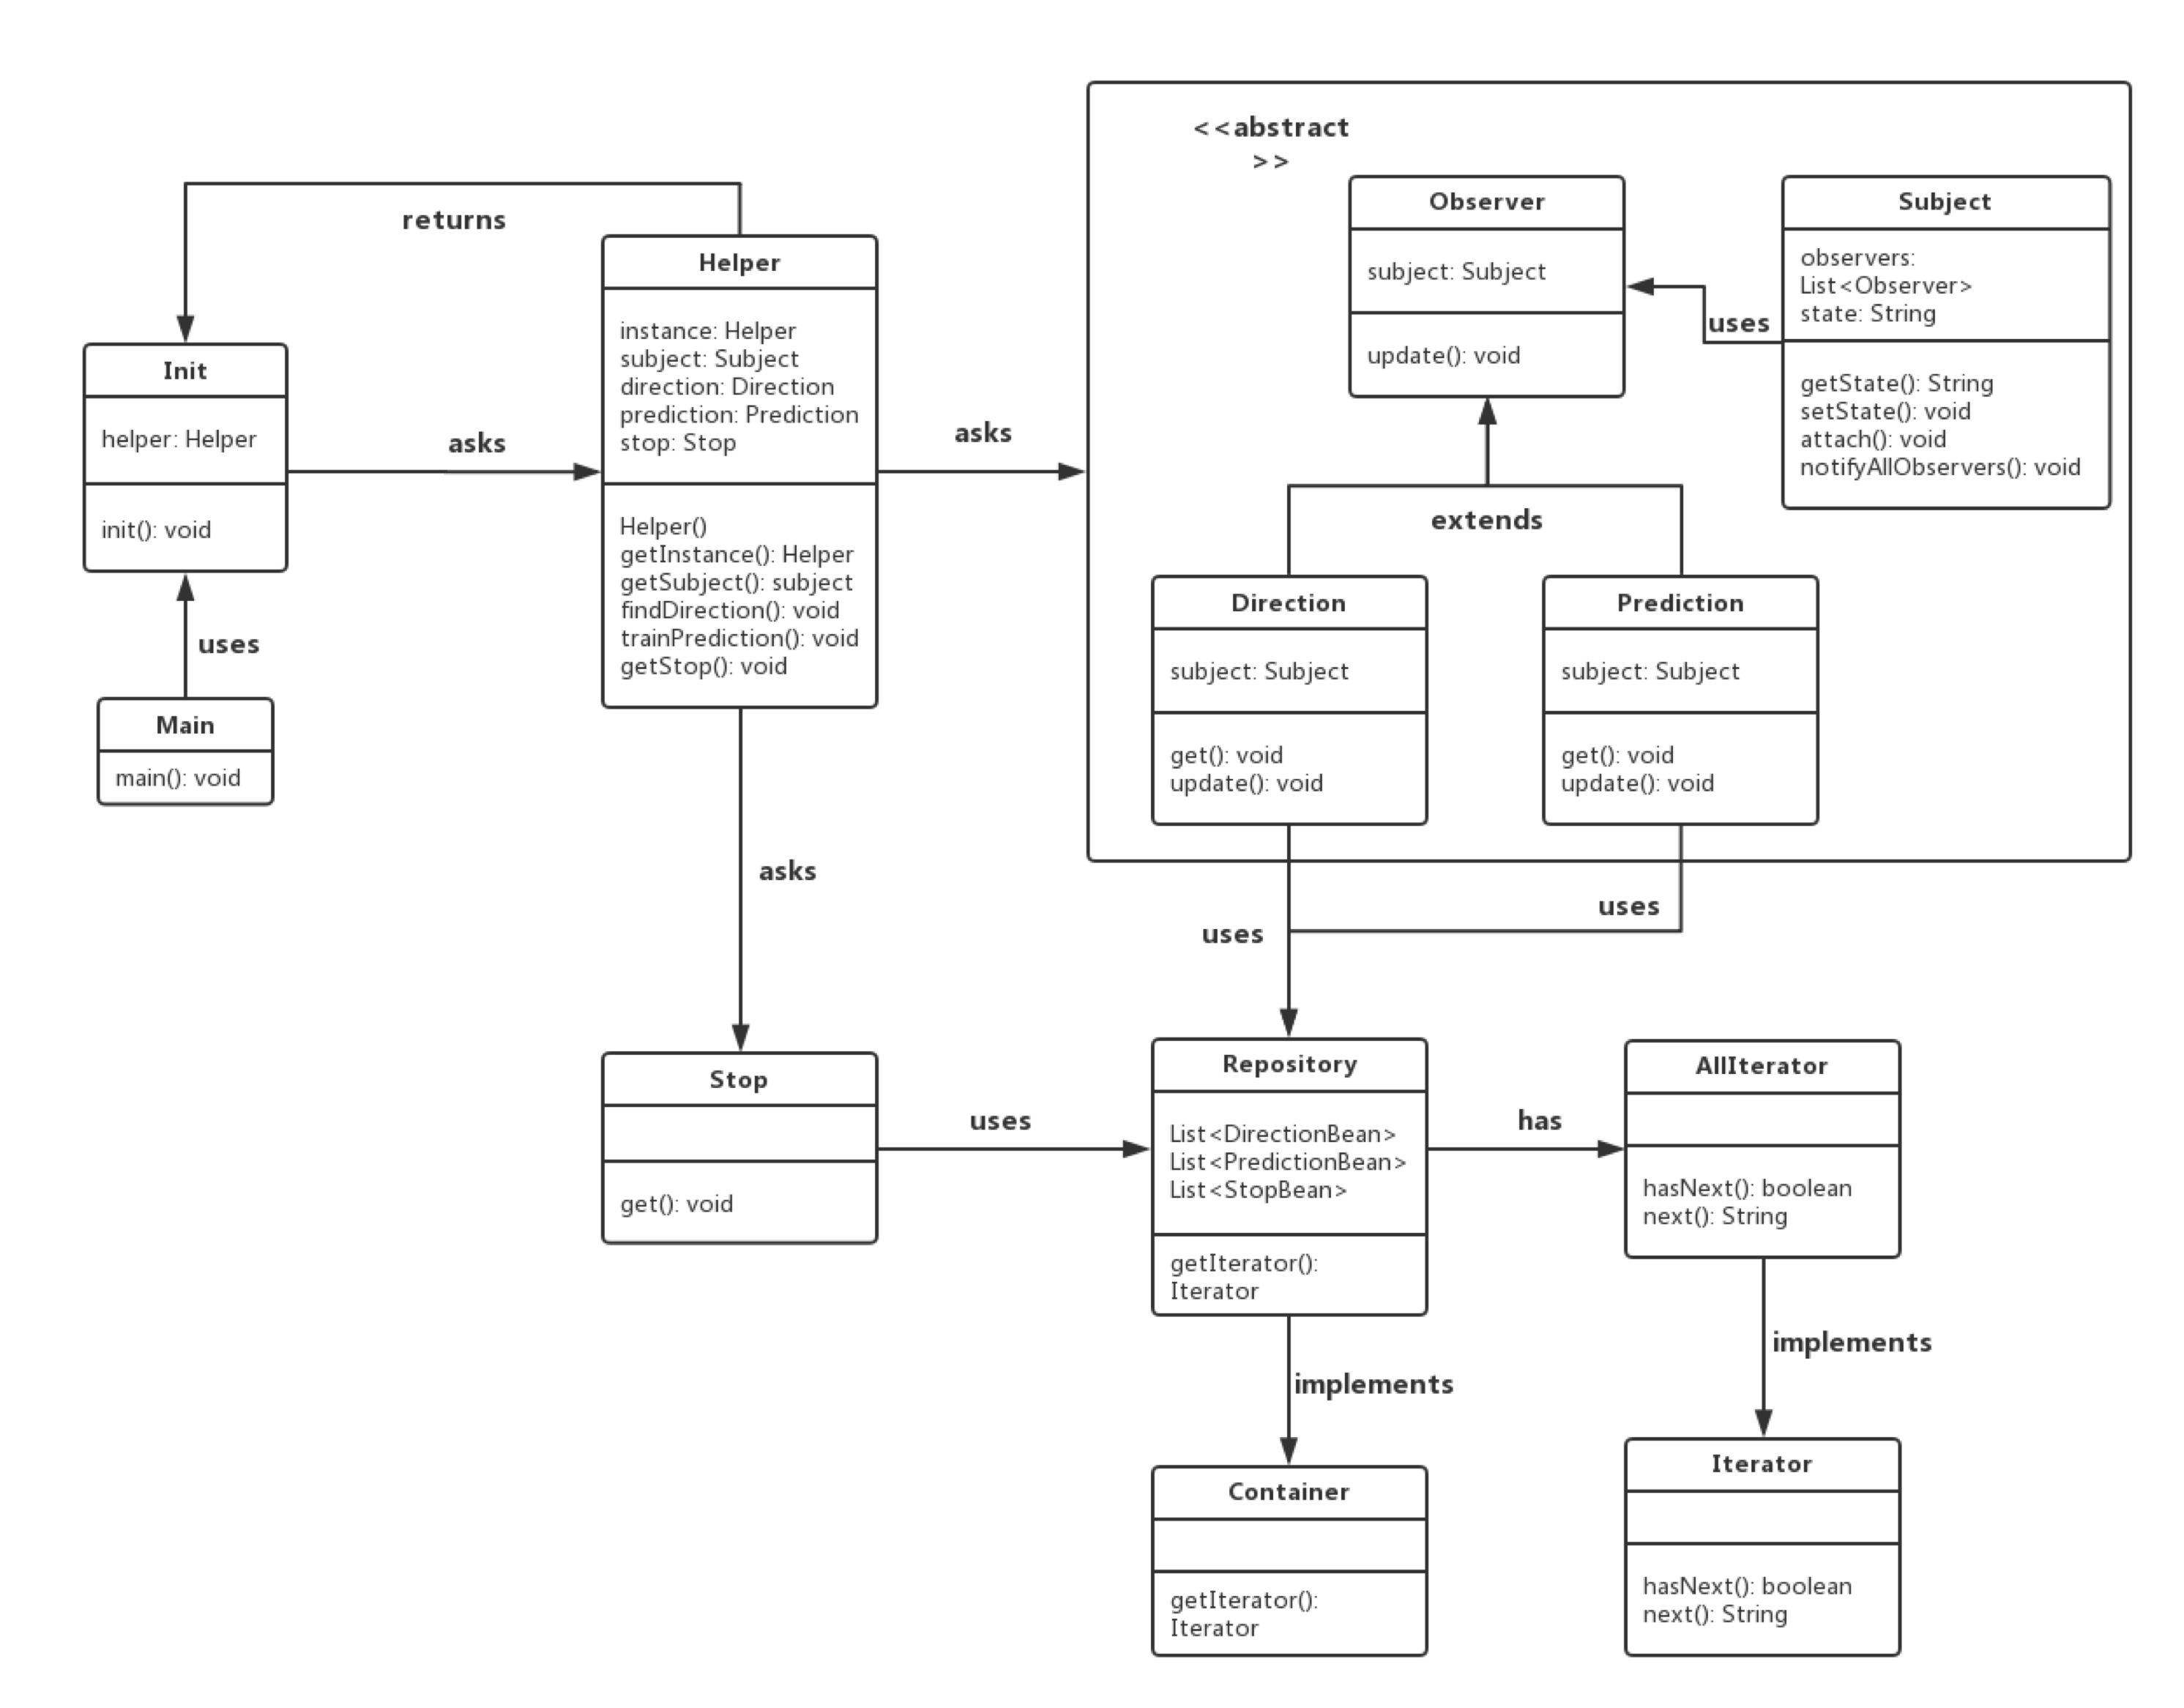 <<abstract
>>
Observer
subject: Subject
update(): void
Subject
observers:
List<Observer>
state: String
getState(): String
setState(): void
attach(): void
notifyAllObservers(): void
uses
returns
Helper
instance: Helper
subject: Subject
direction: Direction
prediction: Prediction
stop: Stop
Helper()
getInstance(): Helper
getSubject(): subject
findDirection(): void
trainPrediction(): void
getStop(): void
Init
helper: Helper
init(): void
asks
asks
extends
uses
Main
main(): void
Direction
subject: Subject
get(): void
update(): void
Prediction
subject: Subject
get(): void
update(): void
asks
uses
uses
Stop
get(): void
uses
Repository
List<DirectionBean>
List<PredictionBean>
List<StopBean>
getIterator():
Iterator
has
AllIterator
hasNext(): boolean
next(): String
implements
implements
Container
getIterator():
Iterator
Iterator
hasNext(): boolean
next(): String